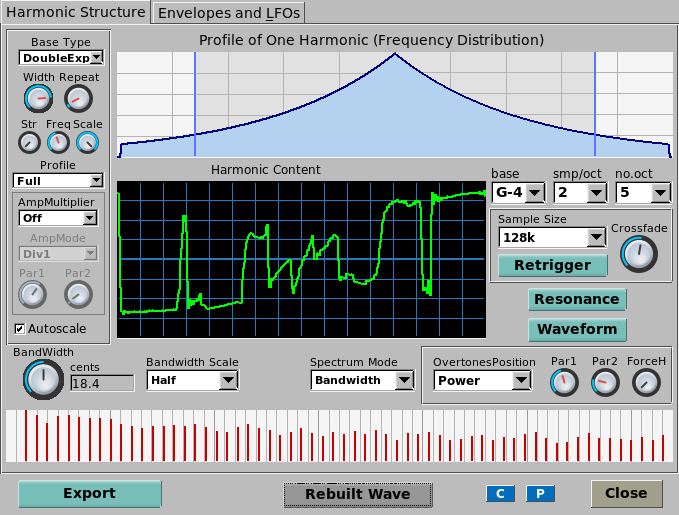 Harmonic Structure
Envelopes and LFOs
Base Type
DoubleExp
Width Repeat
Str Freq Scale
Profile
Full
AmpMultiplier
Off
AmpMode
Div1
Par1 Par2
Autoscale
Profile of One Harmonic (Frequency Distribution)
Harmonic Content
base smp/oct no.oct
G-4 2 5
Sample Size
128k
Crossfade
Retrigger
Resonance
Waveform
BandWidth
cents
18.4
Bandwidth Scale
Half
Spectrum Mode
Bandwidth
OvertonesPosition
Power
Par1 Par2 ForceH
Export
Rebuilt Wave
C P
Close